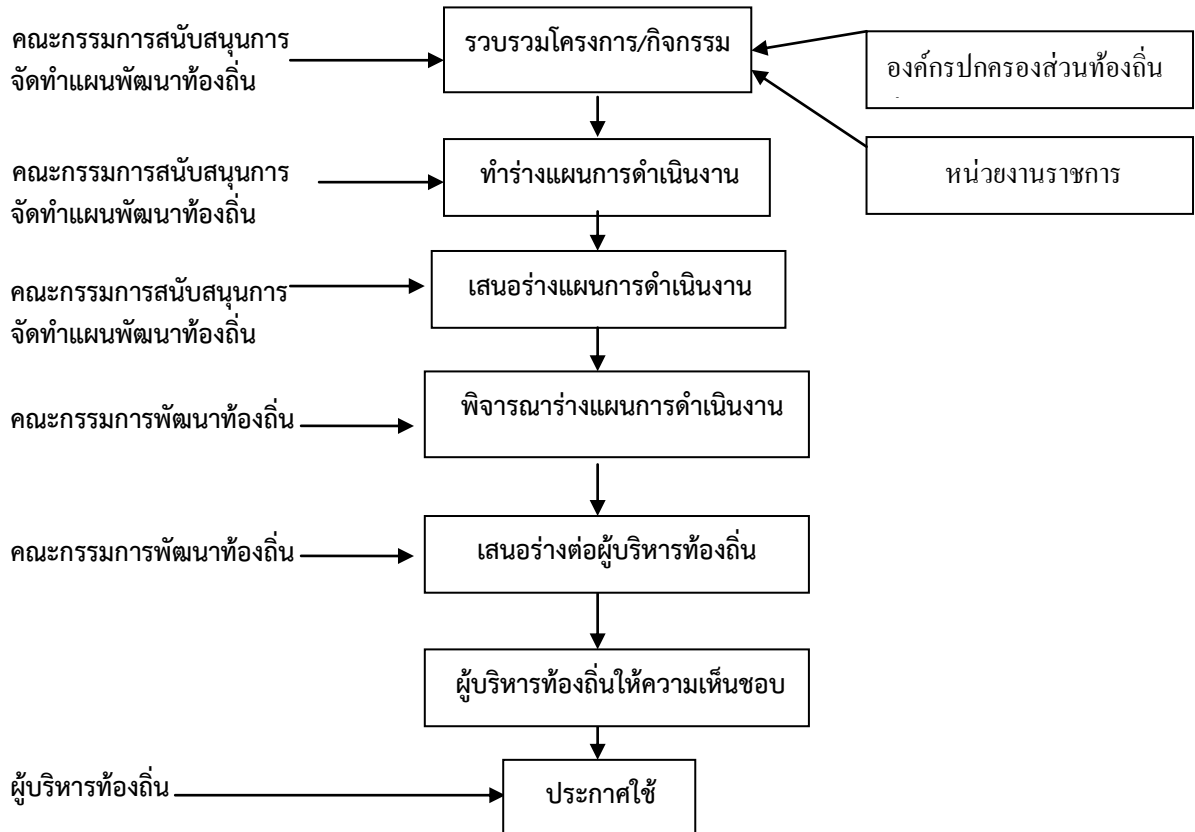 คณะกรรมการสนับสนุนการ
จัดทำแผนพัฒนาท้องถิ่น
รวบรวมโครงการ/กิจกรรม
องค์กรปกครองส่วนท้องถิ่น
หน่วยงานราชการ
คณะกรรมการสนับสนุนการ
จัดทำแผนพัฒนาท้องถิ่น
ทำร่างแผนการดำเนินงาน
คณะกรรมการสนับสนุนการ
จัดทำแผนพัฒนาท้องถิ่น
เสนอร่างแผนการดำเนินงาน
คณะกรรมการพัฒนาท้องถิ่น
พิจารณาร่างแผนการดำเนินงาน
คณะกรรมการพัฒนาท้องถิ่น
เสนอร่างต่อผู้บริหารท้องถิ่น
ผู้บริหารท้องถิ่นให้ความเห็นชอบ
ผู้บริหารท้องถิ่น
ประกาศใช้